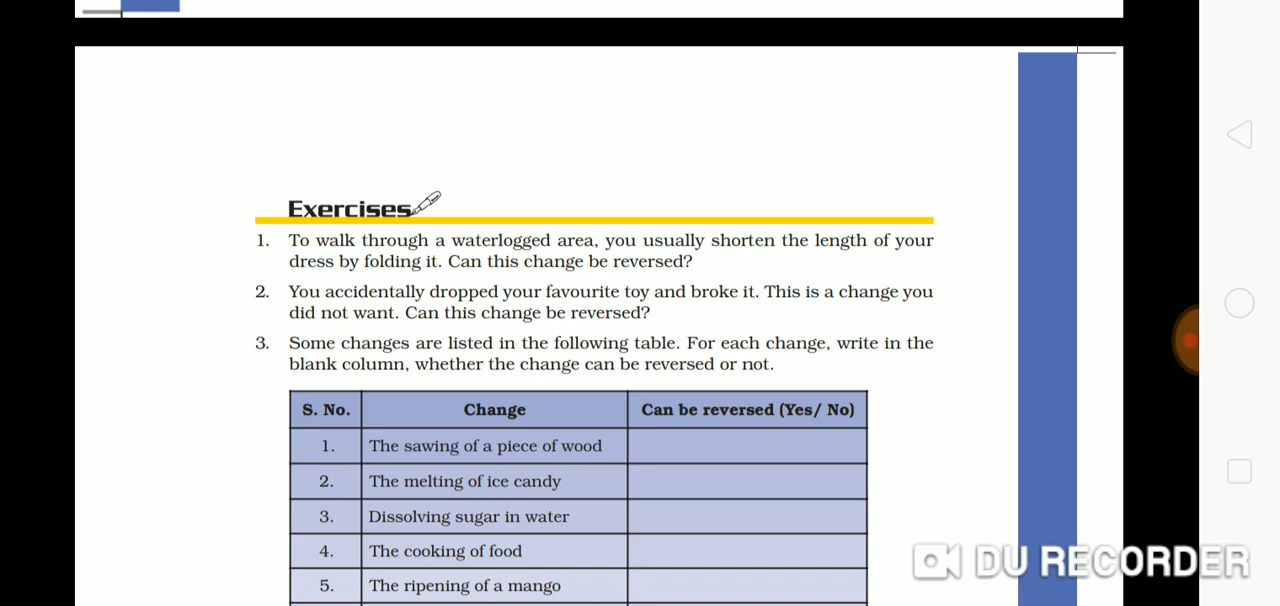 Exercises
1. To walk through a waterlogged area, you usually shorten the length of your
dress by folding it. Can this change be reversed?
2. You accidentally dropped your favourite toy and broke it. This is a change you
did not want. Can this change be reversed?
3. Some changes are listed in the following table. For each change, write in the
blank column, whether the change can be reversed or not.
S. No. Change Can be reversed (Yes/ No)
1. The sawing of a piece of wood
2. The melting of ice candy
3. Dissolving sugar in water
4. The cooking of food
5. The ripening of a mango
DU RECORDER